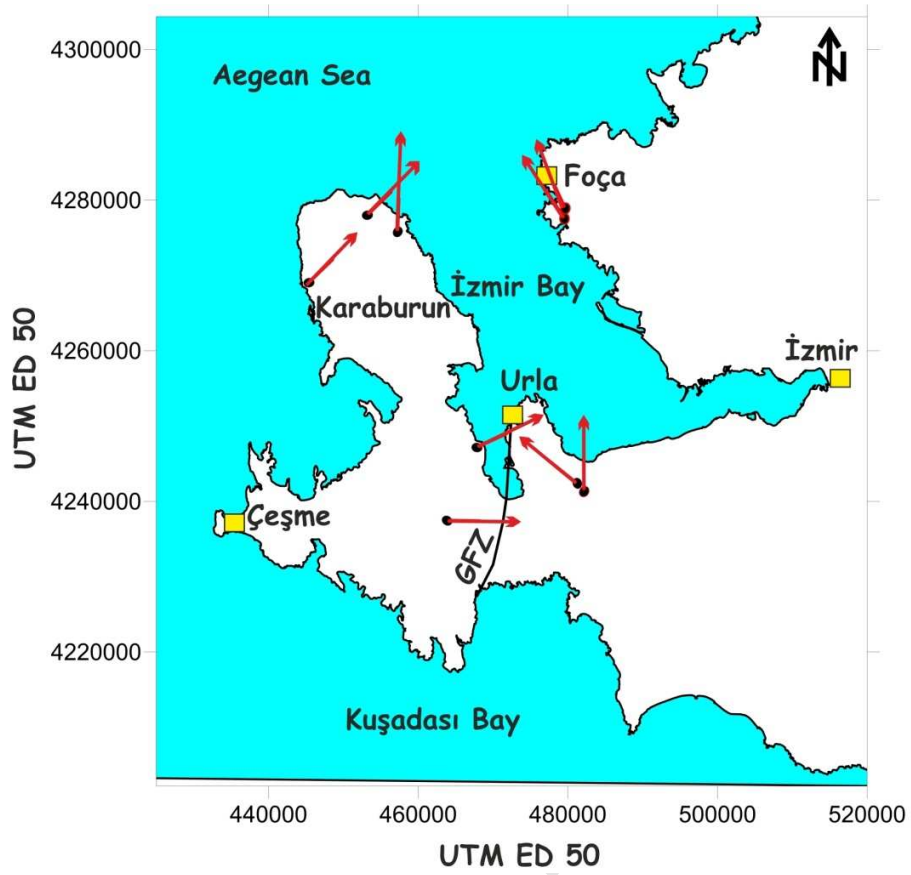 4300000
Aegean Sea
N
Foça
4280000
İzmir Bay
Karaburun
UTM ED 50
4260000
İzmir
Urla
4240000
Çeşme
GFZ
4220000
Kuşadası Bay
440000
460000
480000
500000
520000
UTM ED 50